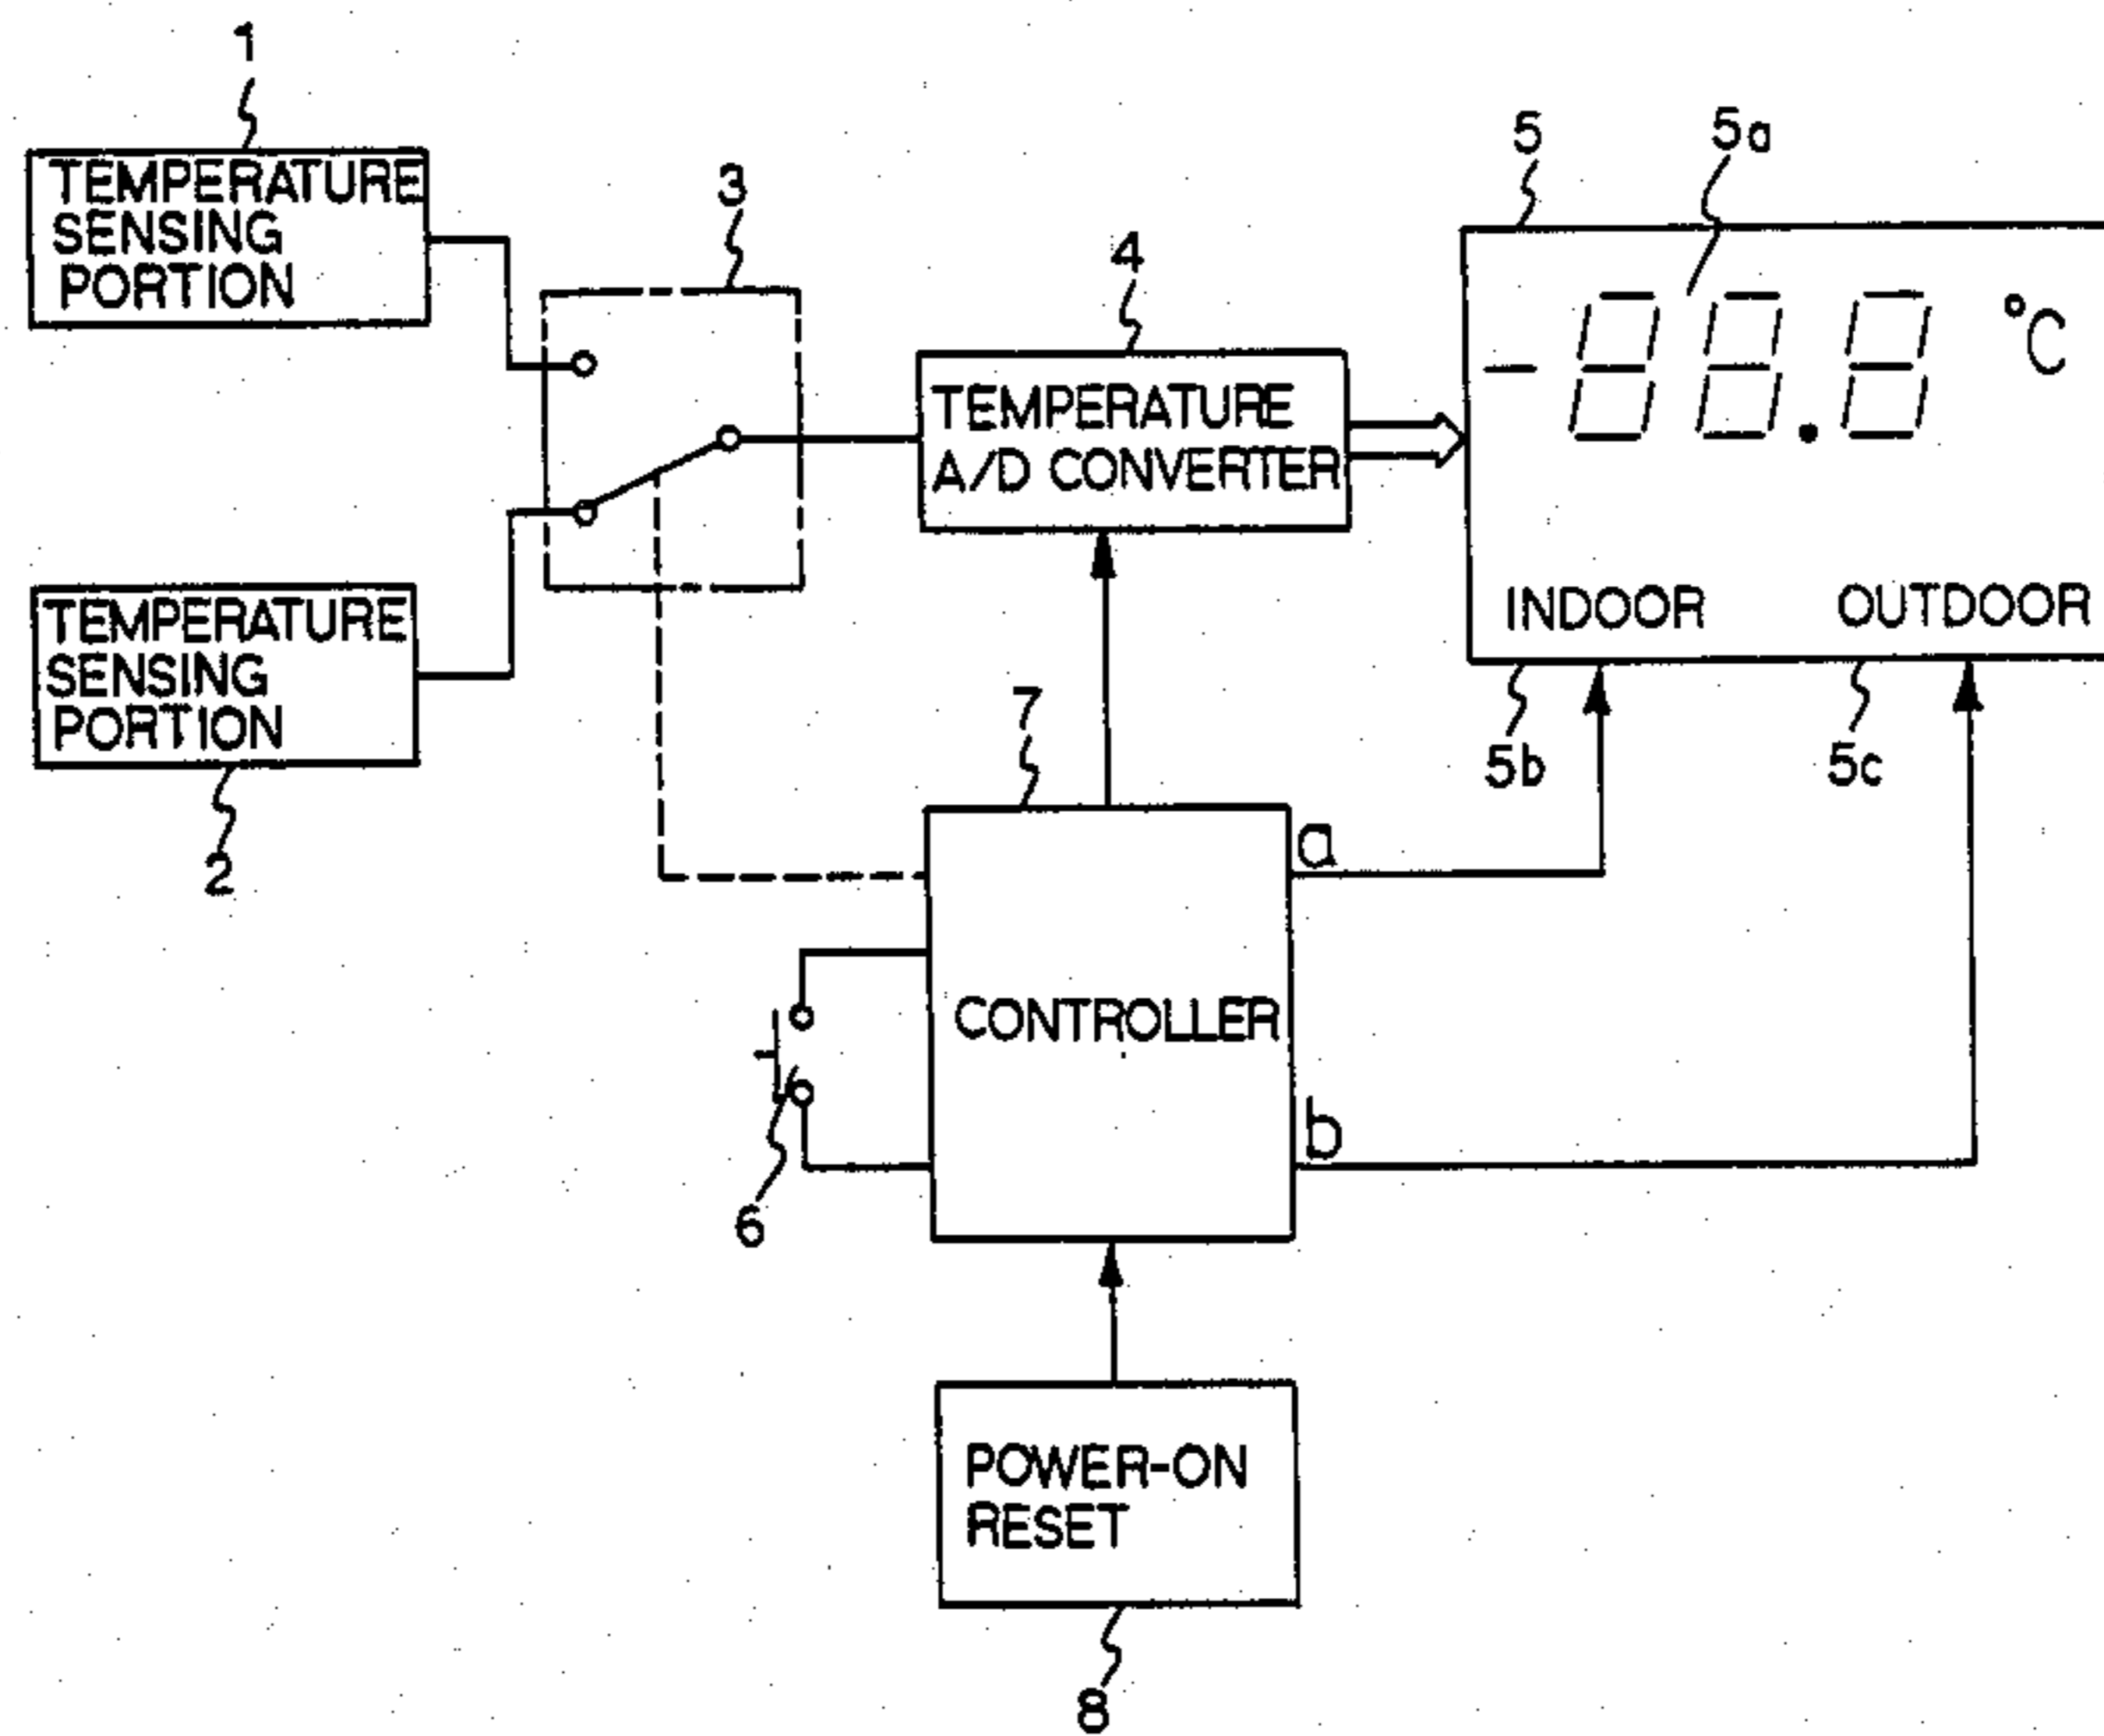 1
TEMPERATURE
SENSING
PORTION
3
4
5
5a
-88.8 °C
TEMPERATURE
A/D CONVERTER
INDOOR
OUTDOOR
5b
5c
TEMPERATURE
SENSING
PORTION
2
7
a
CONTROLLER
b
6
POWER-ON
RESET
8